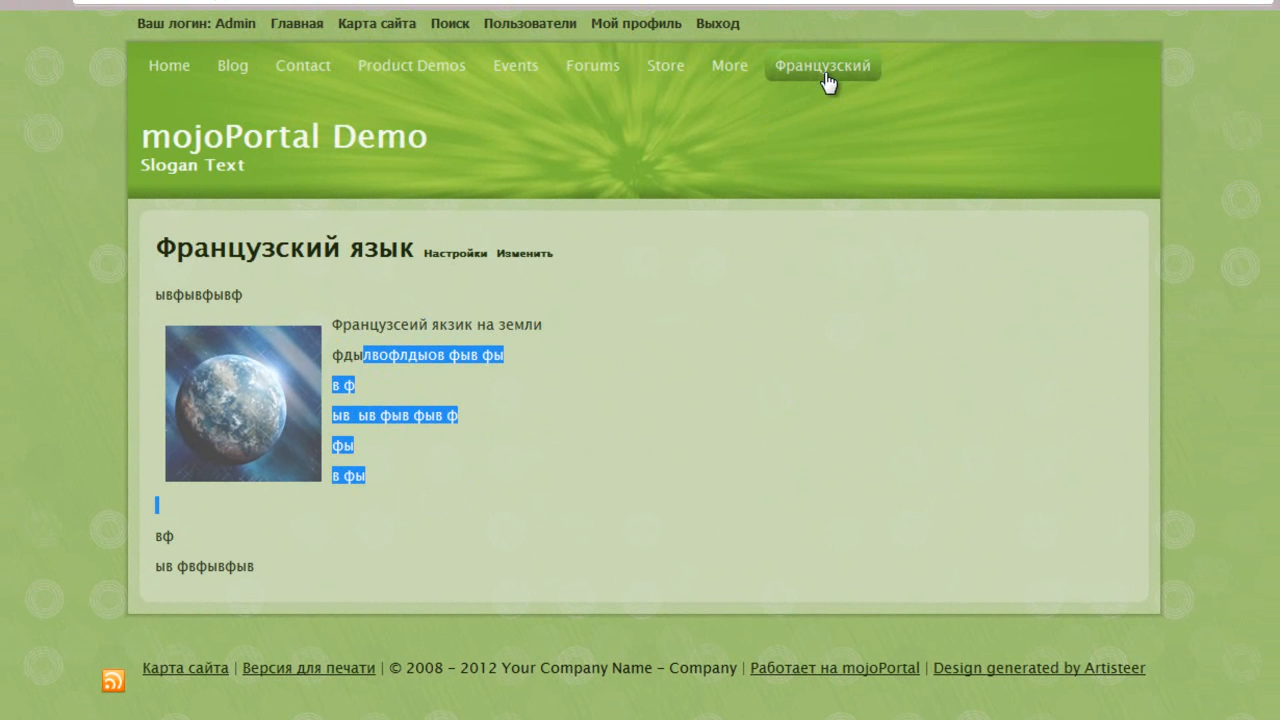 Ваш логин: Admin Главная Карта сайта Поиск Пользователи Мой профиль Выход
Home Blog Contact Product Demos Events Forums Store More Французский
mojoPortal Demo
Slogan Text
Французский язык Настройки Изменить
ывфывфывф
Французсеий якзик на земли
фдылвофлдыов фыв фы
в ф
ыв ыв фыв фыв ф
фы
в фы
вф
ыв фвфывфыв
Карта сайта | Версия для печати | © 2008 - 2012 Your Company Name - Company | Работает на mojoPortal | Design generated by Artisteer